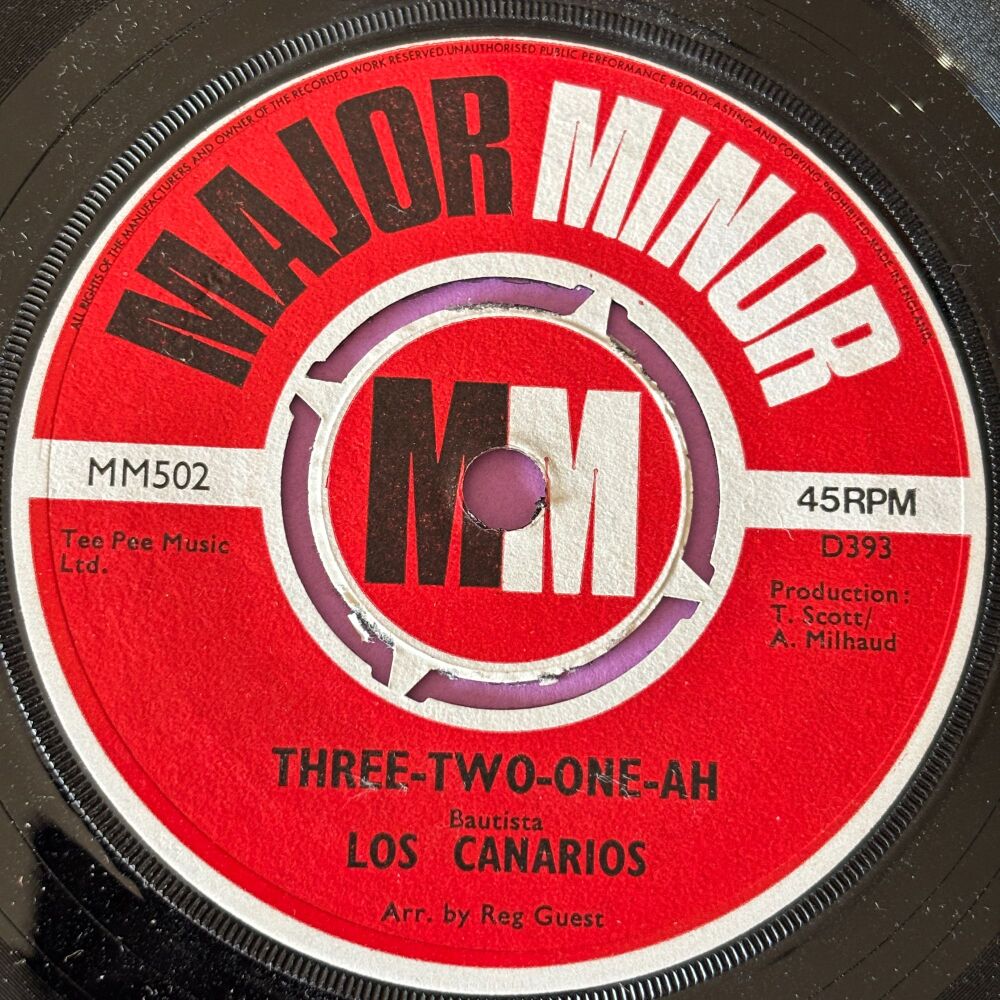 ALL RIGHTS OF THE MANUFACTURERS AND OWNER OF THE RECORDED WORK RESERVED. UNAUTHORISED PUBLIC PERFORMANCE, BROADCASTING AND COPYING PROHIBITED-MADE IN ENGLAND.
MAJOR MINOR
MM
MM502
45RPM
Tee Pee Music
Ltd.
D393
Production:
T. Scott/
A. Milhaud
THREE-TWO-ONE-AH
Bautista
LOS CANARIOS
Arr. by Reg Guest